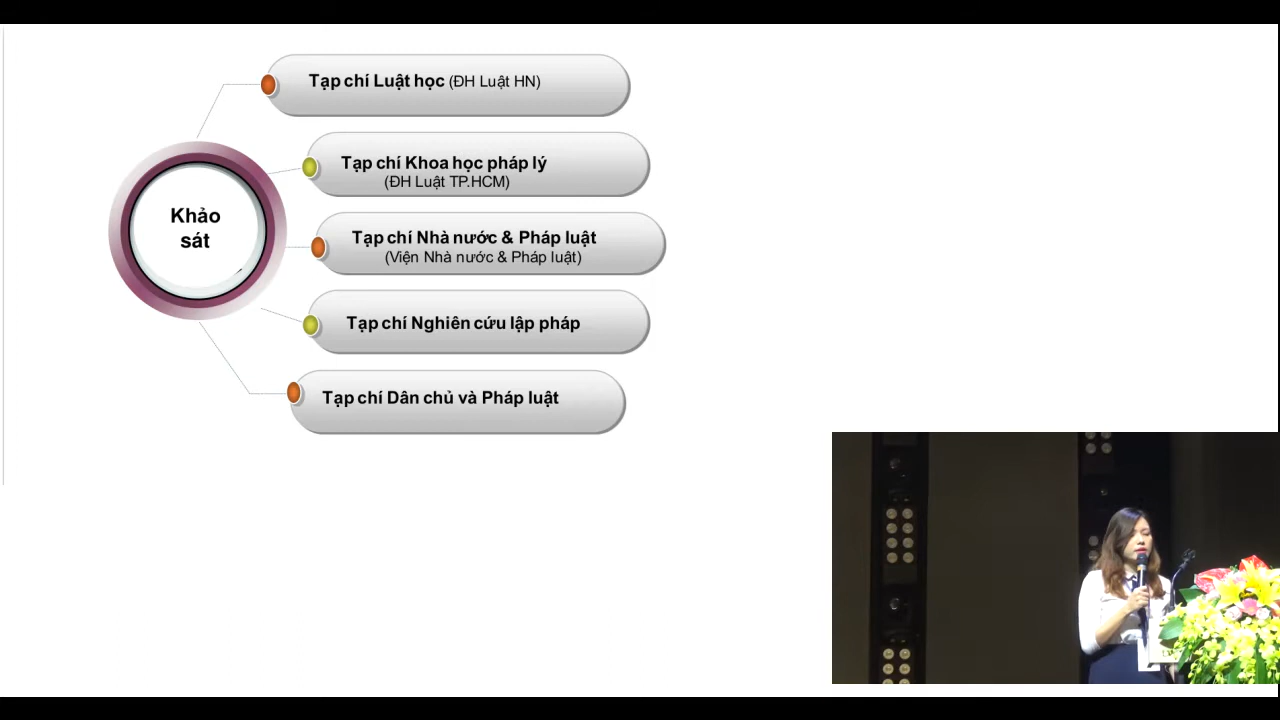 Tạp chí Luật học (ĐH Luật HN)
Tạp chí Khoa học pháp lý
(ĐH Luật TP.HCM)
Khảo
sát
Tạp chí Nhà nước & Pháp luật
(Viện Nhà nước & Pháp luật)
Tạp chí Nghiên cứu lập pháp
Tạp chí Dân chủ và Pháp luật